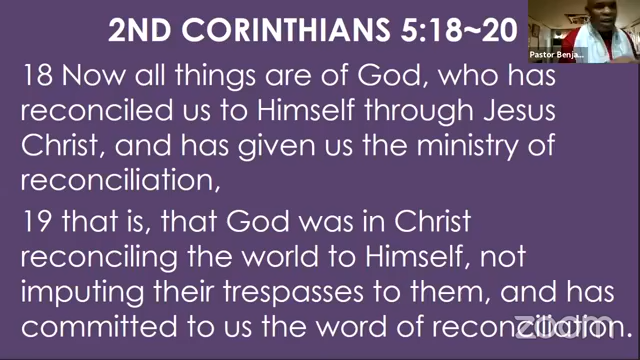 2ND CORINTHIANS 5:18~20
Pastor Benja...
18 Now all things are of God, who has
reconciled us to Himself through Jesus
Christ, and has given us the ministry of
reconciliation,
19 that is, that God was in Christ
reconciling the world to Himself, not
imputing their trespasses to them, and has
committed to us the word of reconciliation.
zoom